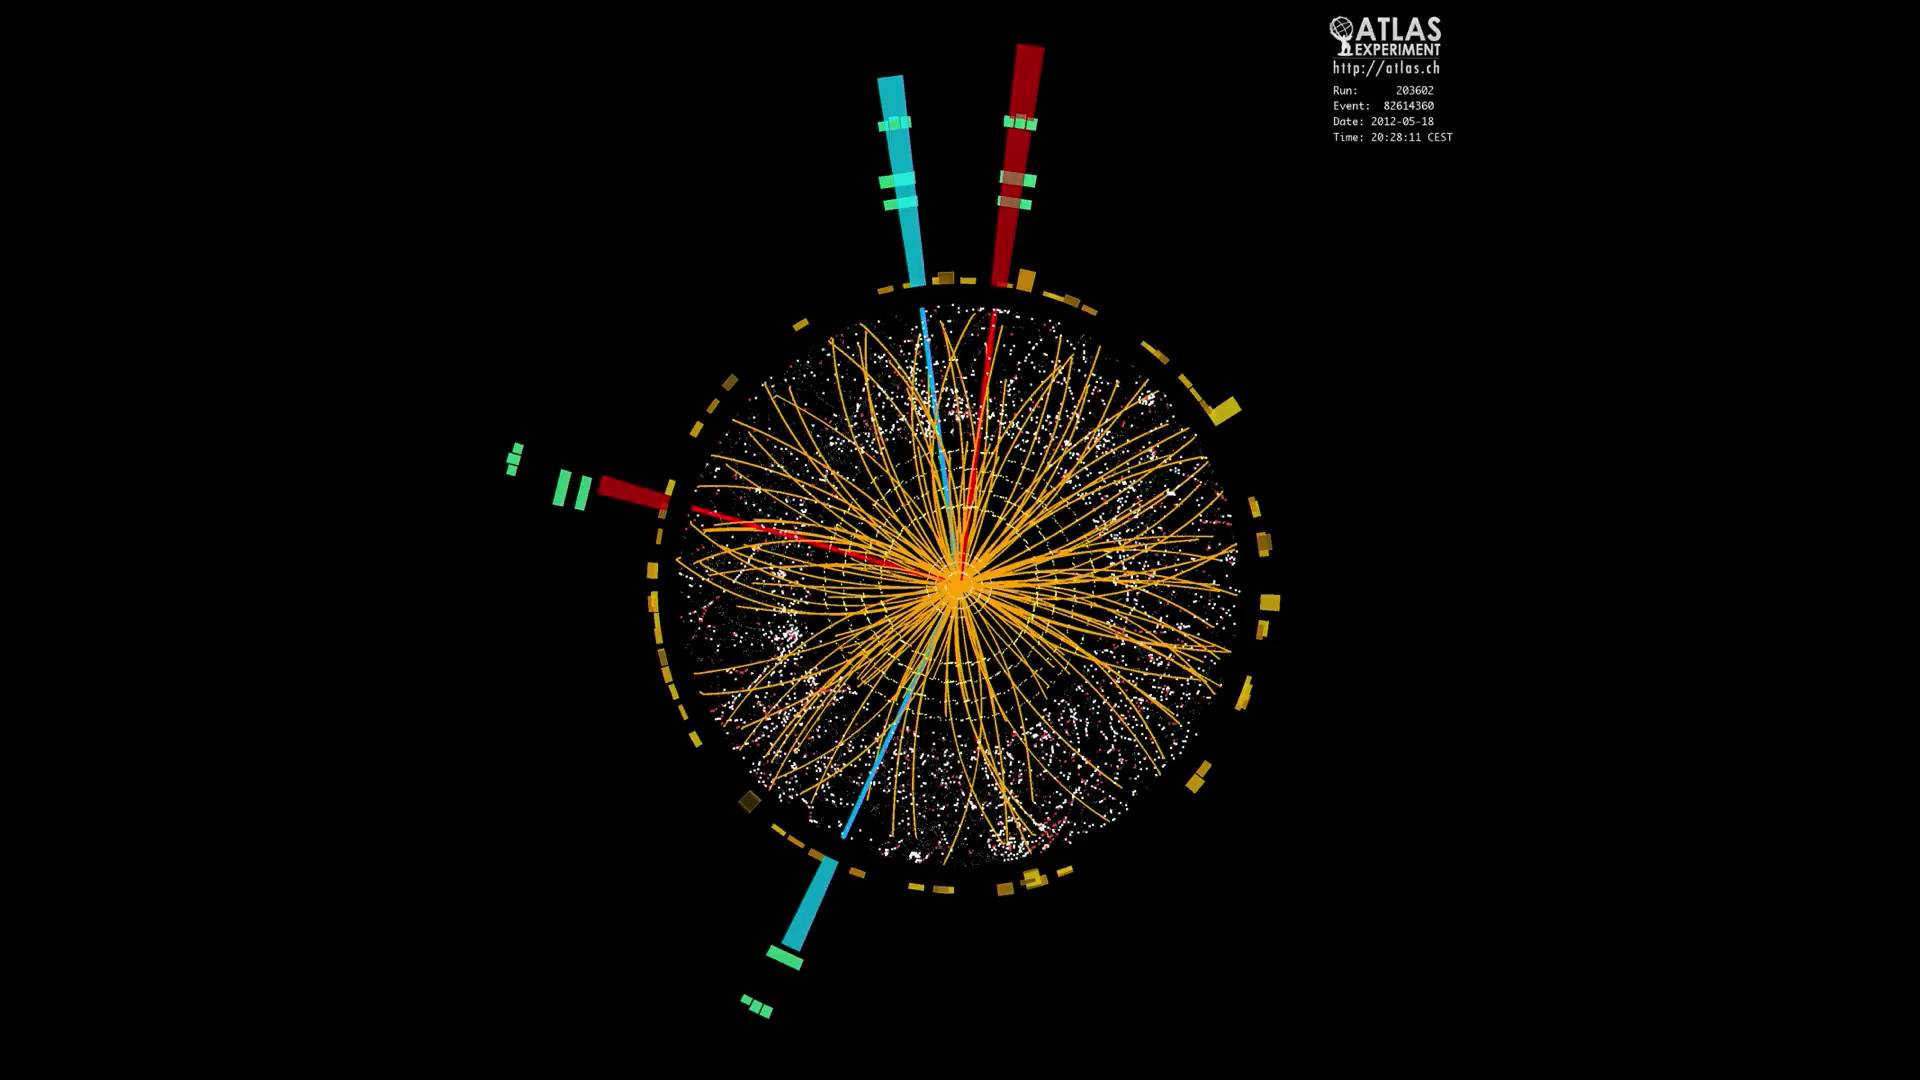 ATLAS
EXPERIMENT
http://atlas.ch
Run: 203602
Event: 82614360
Date: 2012-05-18
Time: 20:28:11 CEST